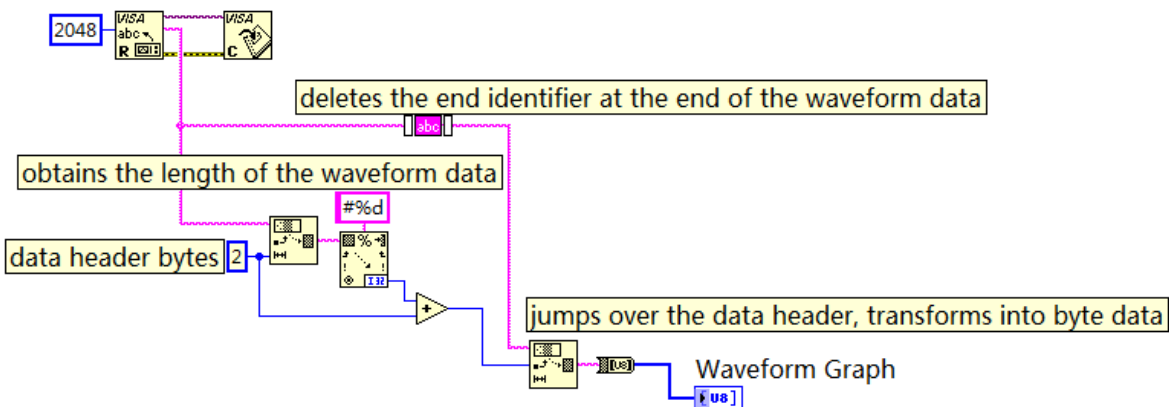 VISA
abc
R
VISA
C
2048
deletes the end identifier at the end of the waveform data
abc
obtains the length of the waveform data
#%d
%
data header bytes
2
I32
+
jumps over the data header, transforms into byte data
[U8]
Waveform Graph
[U8]